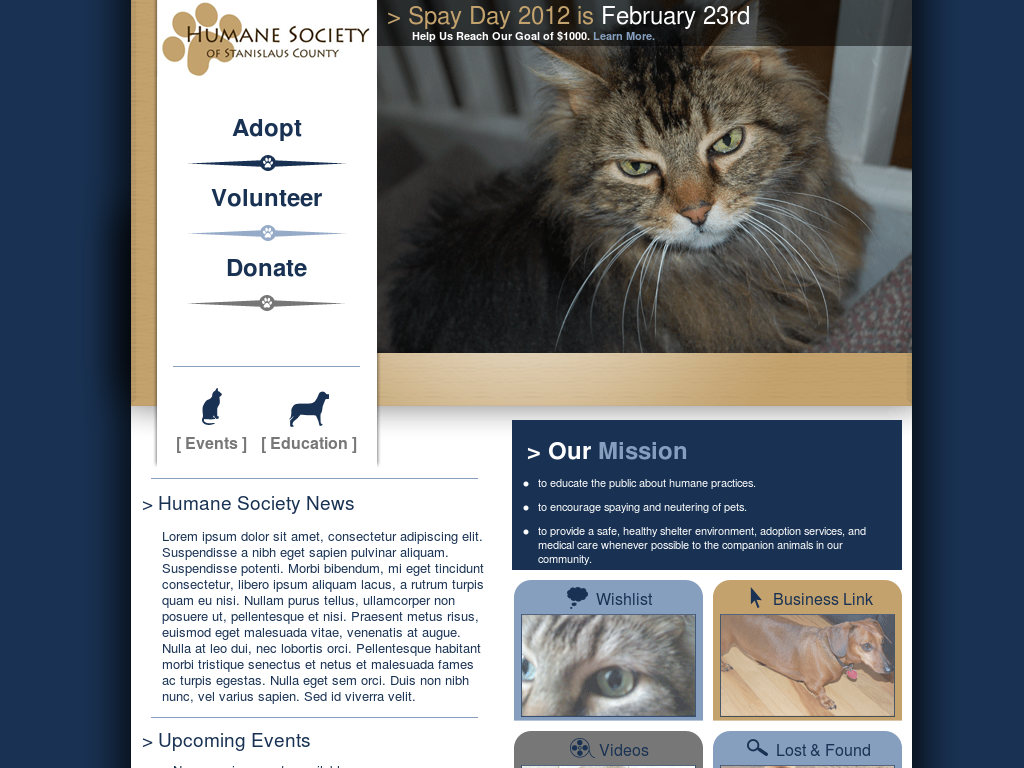 Humane Society
of Stanislaus County
> Spay Day 2012 is February 23rd
Help Us Reach Our Goal of $1000. Learn More.
Adopt
Volunteer
Donate
[ Events ] [ Education ]
> Humane Society News
Lorem ipsum dolor sit amet, consectetur adipiscing elit.
Suspendisse a nibh eget sapien pulvinar aliquam.
Suspendisse potenti. Morbi bibendum, mi eget tincidunt
consectetur, libero ipsum aliquam lacus, a rutrum turpis
quam eu nisi. Nullam purus tellus, ullamcorper non
posuere ut, pellentesque et nisi. Praesent metus risus,
euismod eget malesuada vitae, venenatis at augue.
Nulla at leo dui, nec lobortis orci. Pellentesque habitant
morbi tristique senectus et netus et malesuada fames
ac turpis egestas. Nulla eget sem orci. Duis non nibh
nunc, vel varius sapien. Sed id viverra velit.
> Upcoming Events
> Our Mission
to educate the public about humane practices.
to encourage spaying and neutering of pets.
to provide a safe, healthy shelter environment, adoption services, and
medical care whenever possible to the companion animals in our
community.
Wishlist
Business Link
Videos
Lost & Found